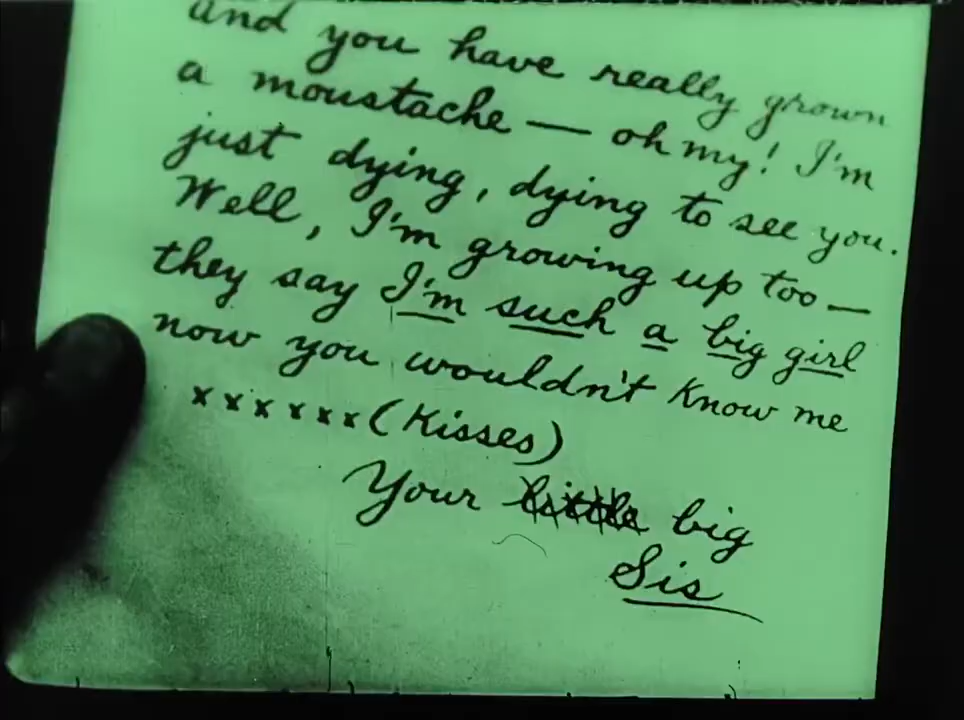 and you have really grown
a moustache — oh my! I'm
just dying, dying to see you.
Well, I'm growing up too —
they say I'm such a big girl
now you wouldn't know me
xxxxxx (Kisses)
Your little big
Sis